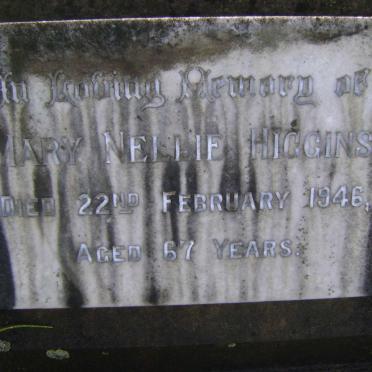 In Loving Memory of
MARY NELLIE HIGGINS
DIED 22ND FEBRUARY 1946,
AGED 67 YEARS.